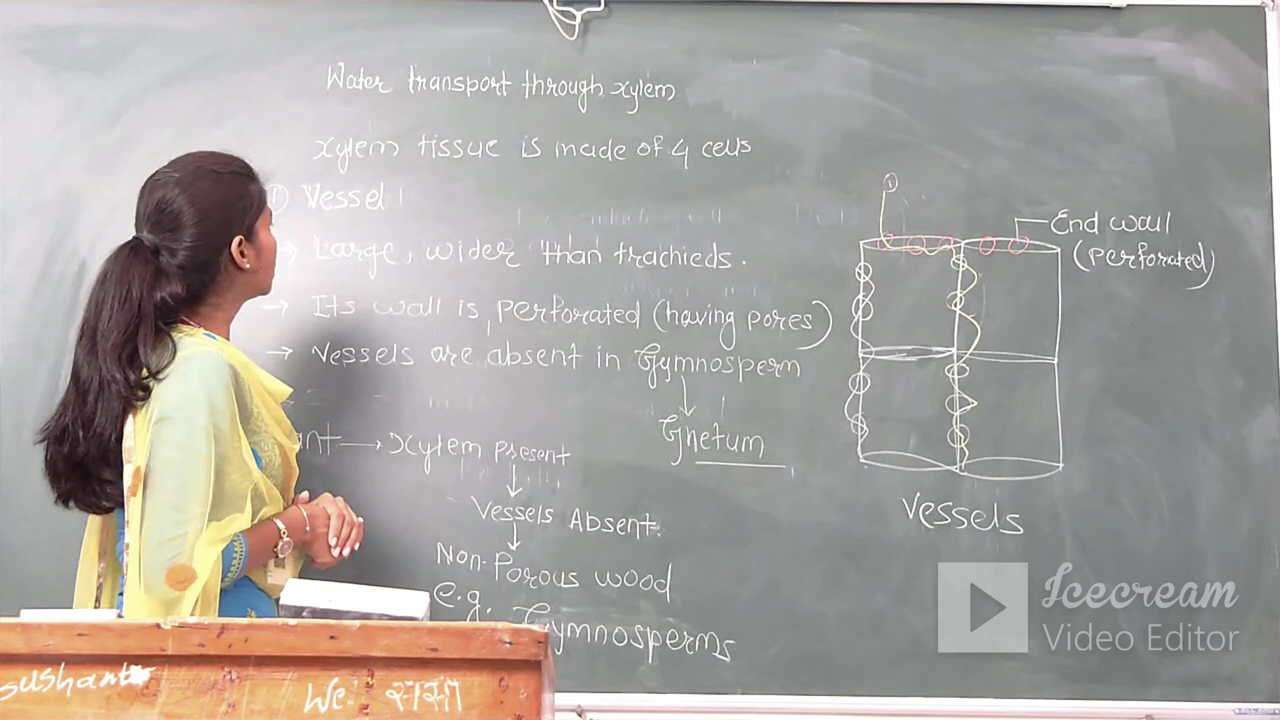 Water transport through xylem
Xylem tissue is made of 4 cells
① Vessel
→ Large, wider than trachieds.
→ Its wall is perforated (having pores)
→ Vessels are absent in Gymnosperm
↓
Gnetum
ant → Xylem present
↓
Vessels Absent.
↓
Non-Porous wood
e.g. Gymnosperms
①
End wall
(perforated)
Vessels
sushant
We:
Icecream
Video Editor